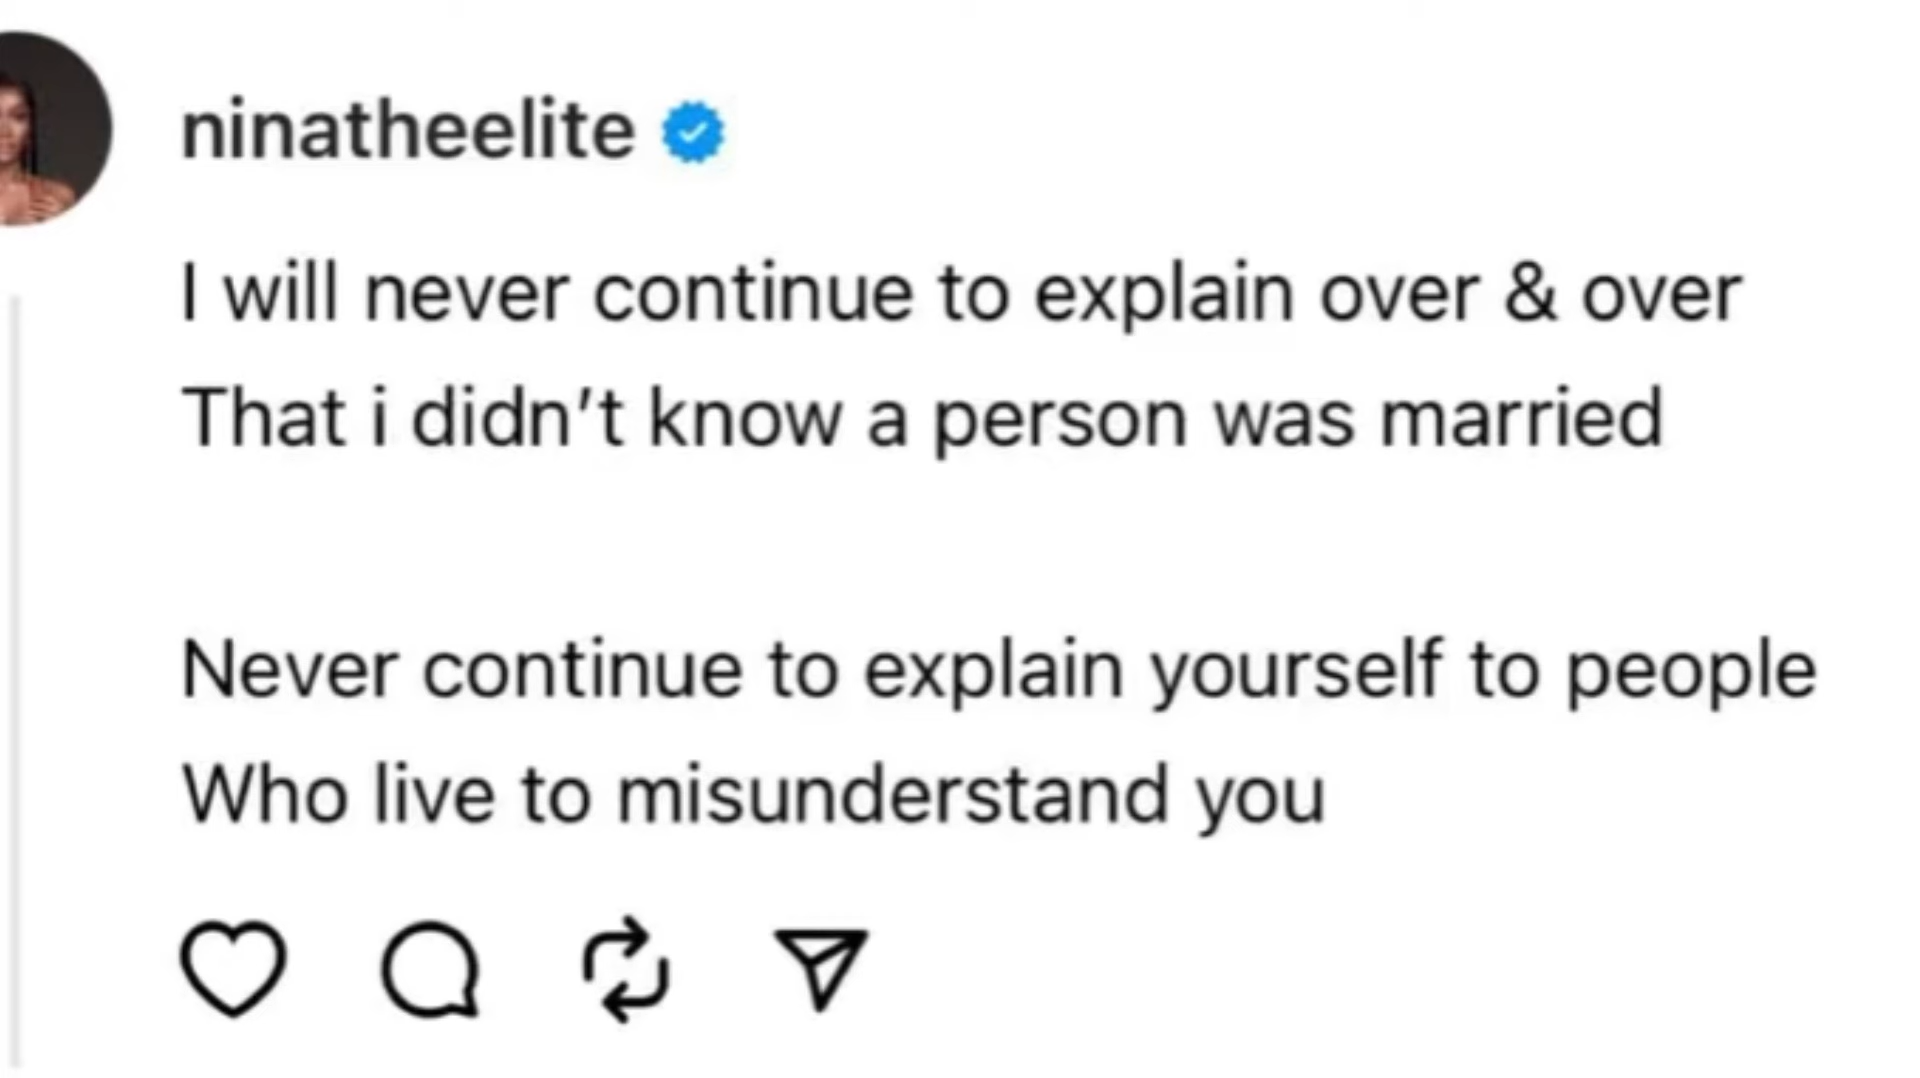 ninatheelite
I will never continue to explain over & over
That i didn’t know a person was married
Never continue to explain yourself to people
Who live to misunderstand you